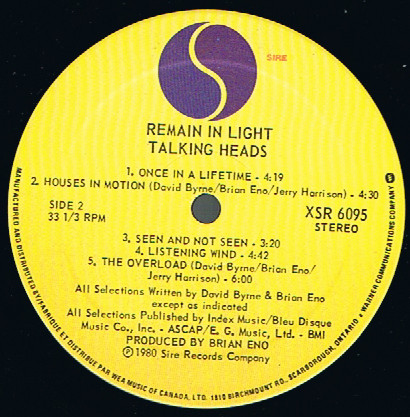 SIRE
REMAIN IN LIGHT
TALKING HEADS
1. ONCE IN A LIFETIME - 4:19
2. HOUSES IN MOTION (David Byrne/Brian Eno/Jerry Harrison) - 4:30
SIDE 2
33 1/3 RPM
XSR 6095
STEREO
3. SEEN AND NOT SEEN - 3:20
4. LISTENING WIND - 4:42
5. THE OVERLOAD (David Byrne/Brian Eno/
Jerry Harrison) - 6:00
All Selections Written by David Byrne & Brian Eno
except as indicated
All Selections Published by Index Music/Bleu Disque
Music Co., Inc. - ASCAP/E. G. Music, Ltd. - BMI
PRODUCED BY BRIAN ENO
Ⓟ1980 Sire Records Company
MANUFACTURED AND DISTRIBUTED BY/FABRIQUE ET DISTRIBUE PAR WEA MUSIC OF CANADA, LTD. 1810 BIRCHMOUNT RD., SCARBOROUGH, ONTARIO A WARNER COMMUNICATIONS COMPANY